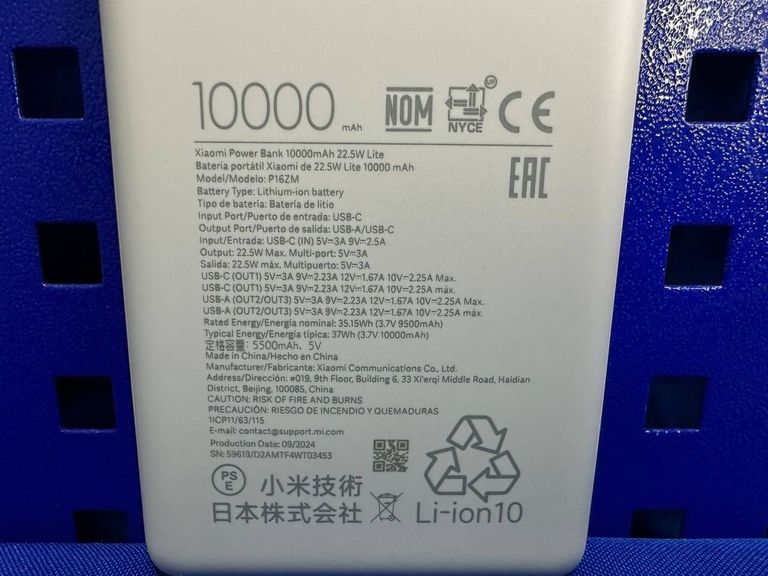 10000 mAh
NOM
NYCE
CE
Xiaomi Power Bank 10000mAh 22.5W Lite
Batería portátil Xiaomi de 22.5W Lite 10000 mAh
EAC
Model/Modelo: P16ZM
Battery Type: Lithium-ion battery
Tipo de batería: Batería de litio
Input Port/Puerto de entrada: USB-C
Output Port/Puerto de salida: USB-A/USB-C
Input/Entrada: USB-C (IN) 5V⎓3A 9V⎓2.5A
Output: 22.5W Max. Multi-port: 5V⎓3A
Salida: 22.5W máx. Multipuerto: 5V⎓3A
USB-C (OUT1) 5V⎓3A 9V⎓2.23A 12V⎓1.67A 10V⎓2.25A Max.
USB-C (OUT1) 5V⎓3A 9V⎓2.23A 12V⎓1.67A 10V⎓2.25A máx.
USB-A (OUT2/OUT3) 5V⎓3A 9V⎓2.23A 12V⎓1.67A 10V⎓2.25A Max.
USB-A (OUT2/OUT3) 5V⎓3A 9V⎓2.23A 12V⎓1.67A 10V⎓2.25A máx.
Rated Energy/Energía nominal: 35.15Wh (3.7V 9500mAh)
Typical Energy/Energía típica: 37Wh (3.7V 10000mAh)
定格容量: 5500mAh、5V
Made in China/Hecho en China
Manufacturer/Fabricante: Xiaomi Communications Co., Ltd.
Address/Dirección: #019, 9th Floor, Building 6, 33 Xi'erqi Middle Road, Haidian
District, Beijing, 100085, China
CAUTION: RISK OF FIRE AND BURNS
PRECAUCIÓN: RIESGO DE INCENDIO Y QUEMADURAS
1ICP11/63/115
E-mail: contact@support.mi.com
Production Date: 09/2024
SN: 59619/D2AMTF4WT03453
PS
E
小米技術
日本株式会社
Li-ion10